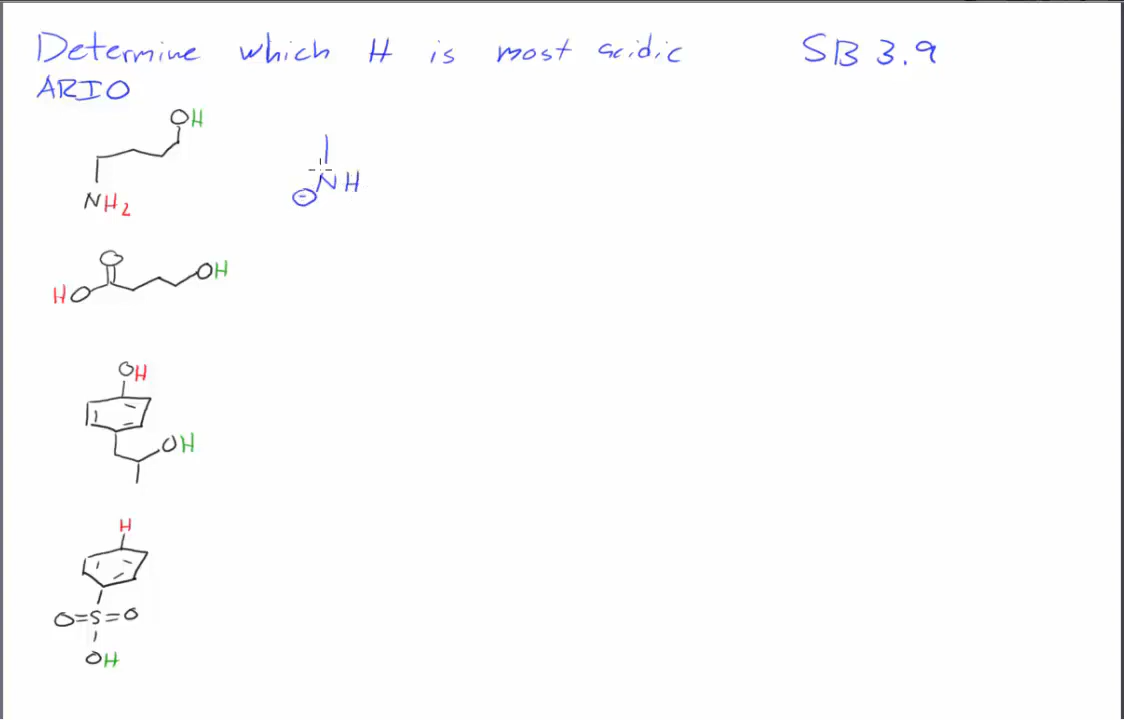 Determine which H is most acidic SB 3.9
ARIO
OH
NH2
⊖NH
O
HO OH
OH
OH
H
O=S=O
OH